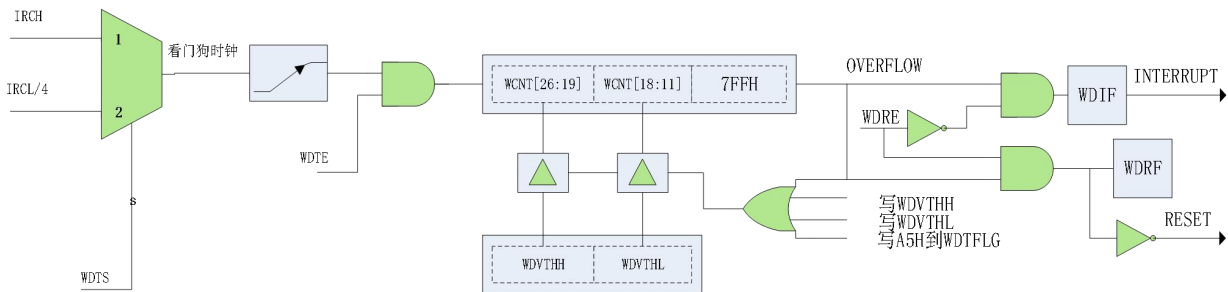 IRCH
1
看门狗时钟
IRCL/4
2
s
WDTS
WDTE
WCNT[26:19]
WCNT[18:11]
7FFH
WDVTHH
WDVTHL
OVERFLOW
WDRE
写WDVTHH
写WDVTHL
写A5H到WDTFLG
WDIF
INTERRUPT
WDRF
RESET